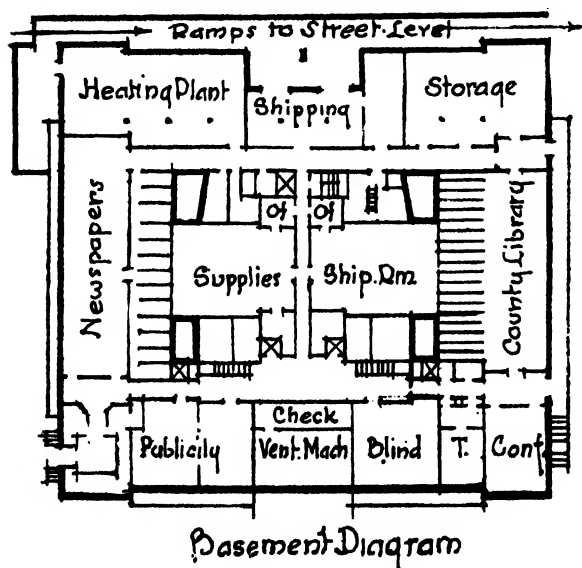 Ramps to Street Level
Heating Plant
Shipping
Storage
Newspapers
Of
Of
Supplies
Ship. Rm
County Library
Check
Publicity
Vent. Mach
Blind
T.
Conf.
Basement Diagram